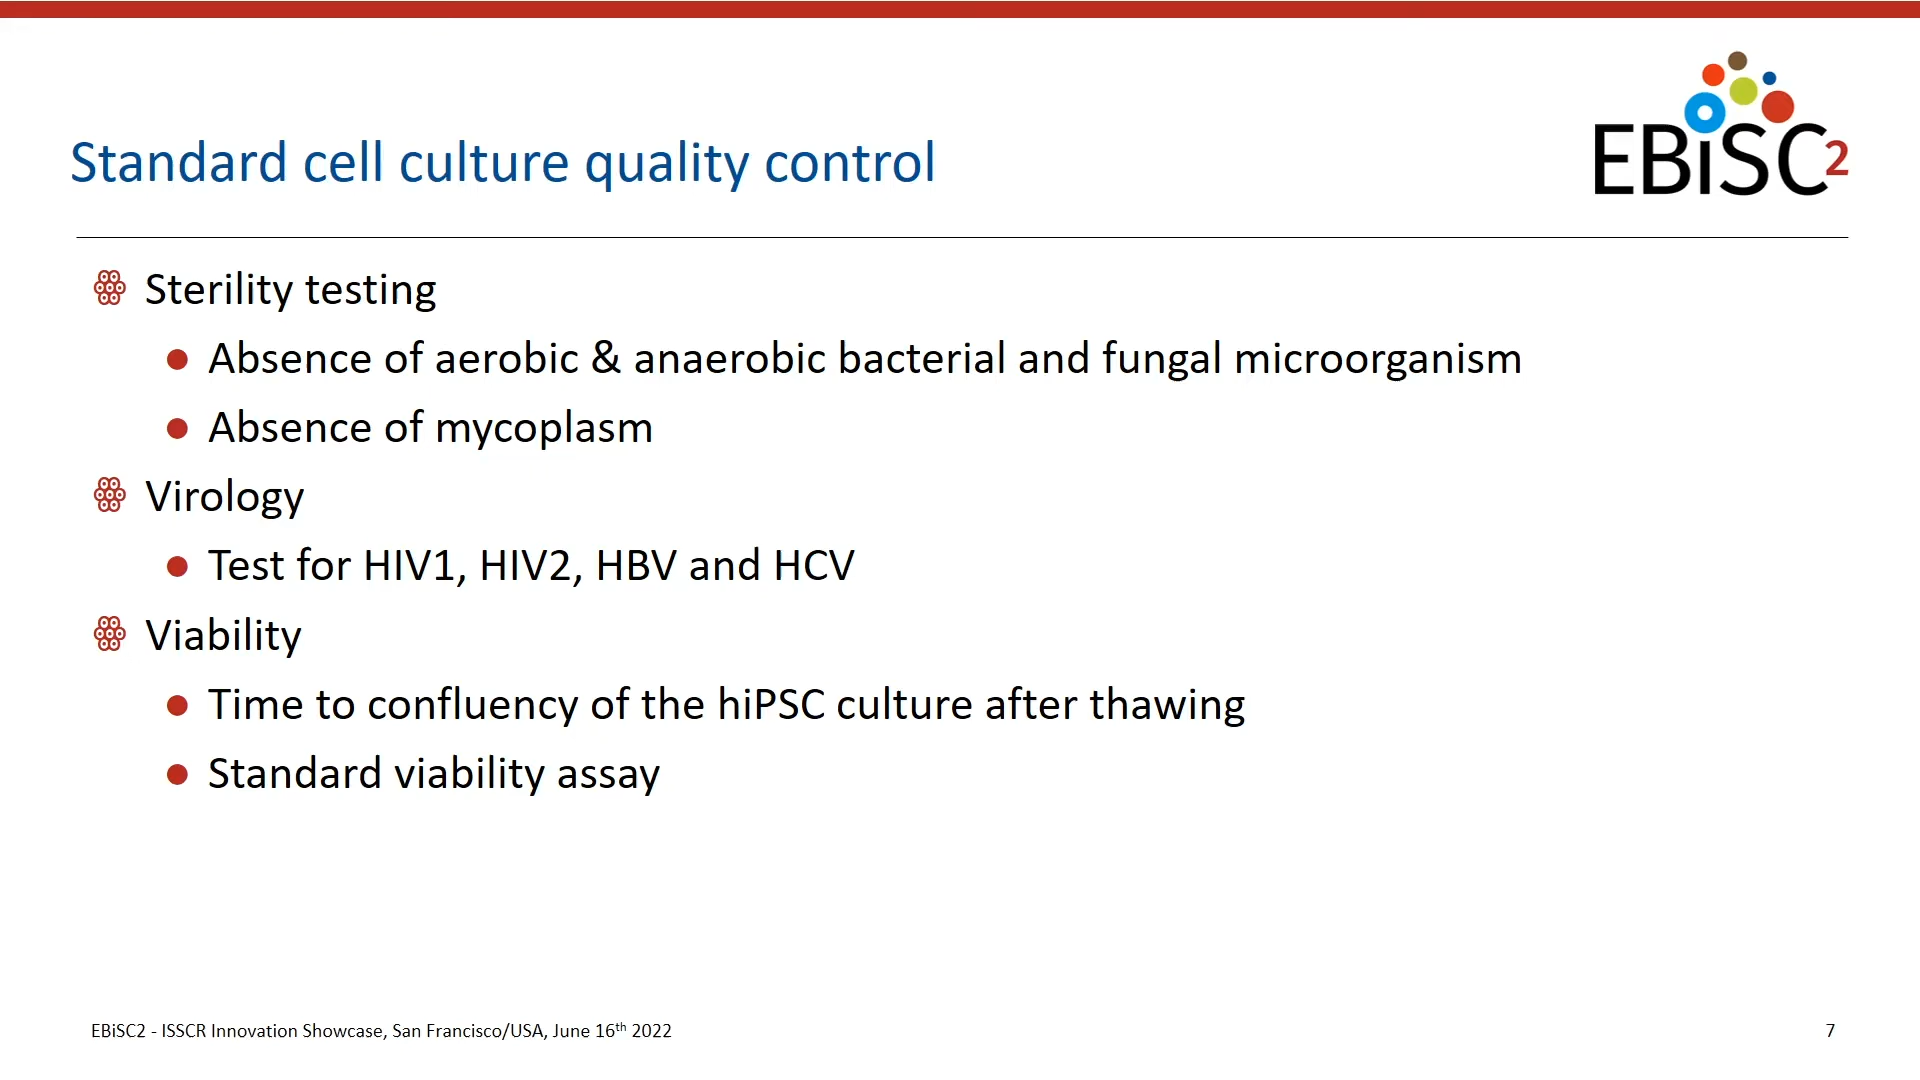 EBiSC2
Standard cell culture quality control
Sterility testing
Absence of aerobic & anaerobic bacterial and fungal microorganism
Absence of mycoplasm
Virology
Test for HIV1, HIV2, HBV and HCV
Viability
Time to confluency of the hiPSC culture after thawing
Standard viability assay
EBiSC2 - ISSCR Innovation Showcase, San Francisco/USA, June 16th 2022
7